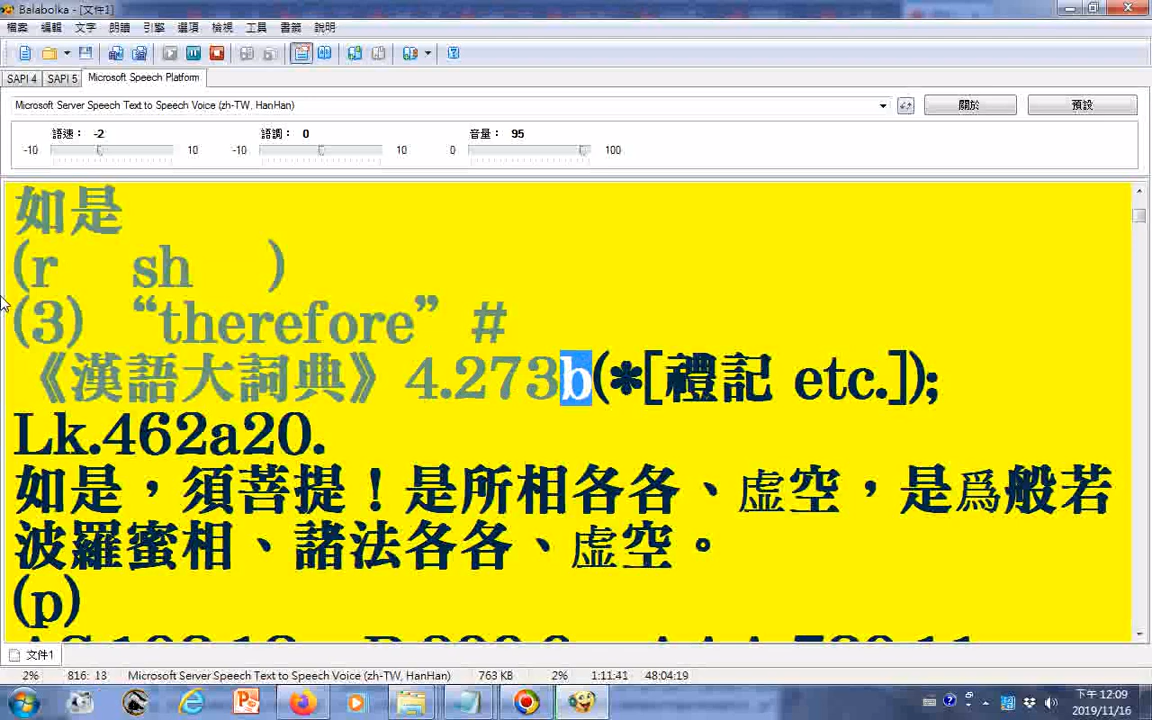 Balabolka - [文件1]
檔案 編輯 文字 朗讀 引擎 選項 檢視 工具 書籤 說明
SAPI 4 SAPI 5 Microsoft Speech Platform
Microsoft Server Speech Text to Speech Voice (zh-TW, HanHan) 關於 預設
語速： -2 語調： 0 音量： 95
-10 10 -10 10 0 100
如是
(r sh )
(3) “therefore” #
《漢語大詞典》 4.273b(*[禮記 etc.]);
Lk.462a20.
如是，須菩提！是所相各各、虛空，是爲般若
波羅蜜相、諸法各各、虛空。
(p)
文件1
2% 816: 13 Microsoft Server Speech Text to Speech Voice (zh-TW, HanHan) 763 KB 2% 1:11:41 48:04:19
下午 12:09
2019/11/16